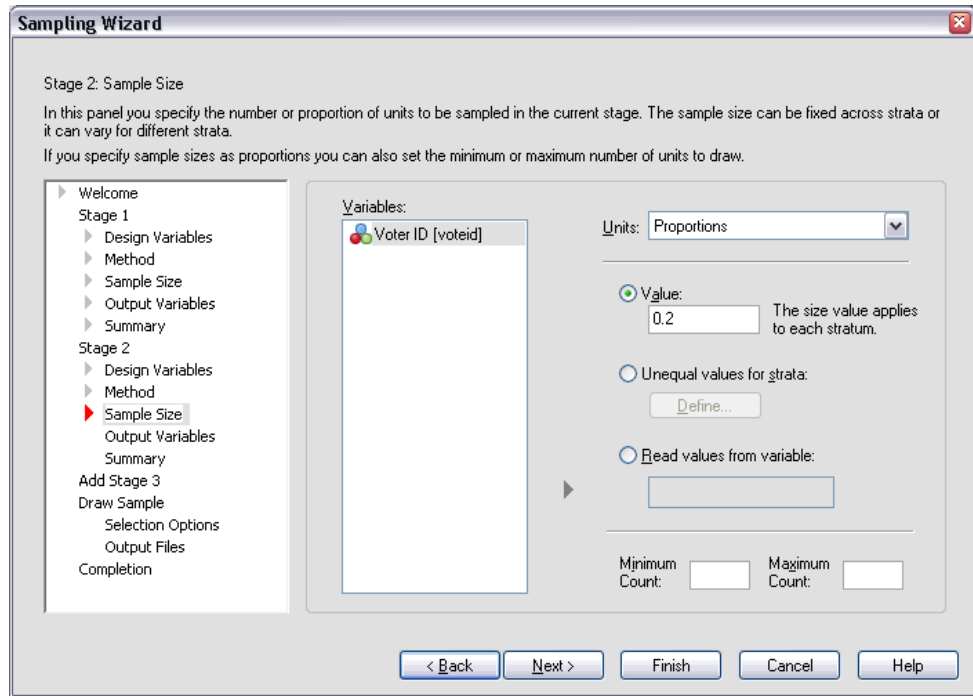 Sampling Wizard
Stage 2: Sample Size
In this panel you specify the number or proportion of units to be sampled in the current stage. The sample size can be fixed across strata or
it can vary for different strata.
If you specify sample sizes as proportions you can also set the minimum or maximum number of units to draw.
Welcome
Stage 1
Design Variables
Method
Sample Size
Output Variables
Summary
Stage 2
Design Variables
Method
Sample Size
Output Variables
Summary
Add Stage 3
Draw Sample
Selection Options
Output Files
Completion
Variables:
Voter ID [voteid]
Units: Proportions
Value:
0.2
The size value applies
to each stratum.
Unequal values for strata:
Define...
Read values from variable:
Minimum
Count:
Maximum
Count:
< Back
Next >
Finish
Cancel
Help